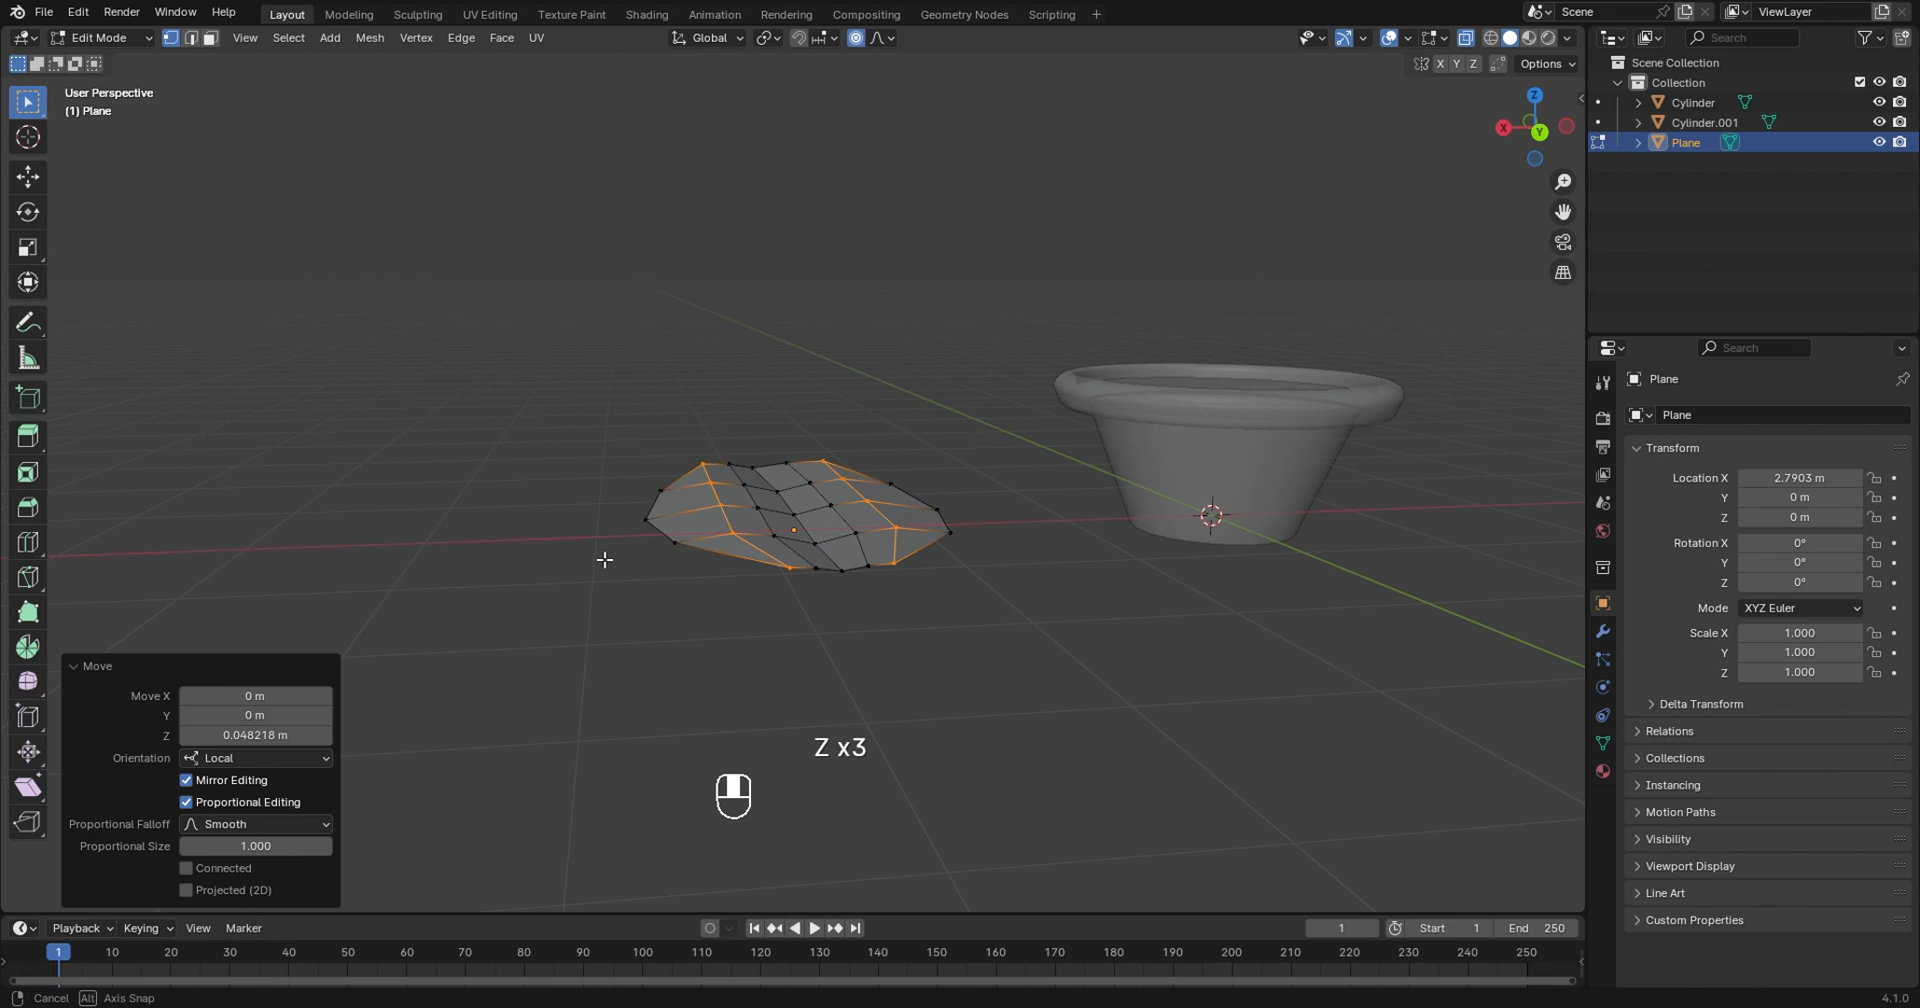 File Edit Render Window Help Layout Modeling Sculpting UV Editing Texture Paint Shading Animation Rendering Compositing Geometry Nodes Scripting + Scene ViewLayer
Edit Mode View Select Add Mesh Vertex Edge Face UV Global Search
X Y Z Options
User Perspective
(1) Plane
Z
X
Y
Scene Collection
Collection
Cylinder
Cylinder.001
Plane
Search
Plane
Plane
Transform
Location X 2.7903 m
Y 0 m
Z 0 m
Rotation X 0°
Y 0°
Z 0°
Mode XYZ Euler
Scale X 1.000
Y 1.000
Z 1.000
Delta Transform
Relations
Collections
Instancing
Motion Paths
Visibility
Viewport Display
Line Art
Custom Properties
Move
Move X 0 m
Y 0 m
Z 0.048218 m
Orientation Local
Mirror Editing
Proportional Editing
Proportional Falloff Smooth
Proportional Size 1.000
Connected
Projected (2D)
Z x3
Playback Keying View Marker 1 Start 1 End 250
1 10 20 30 40 50 60 70 80 90 100 110 120 130 140 150 160 170 180 190 200 210 220 230 240 250
Cancel Alt Axis Snap 4.1.0